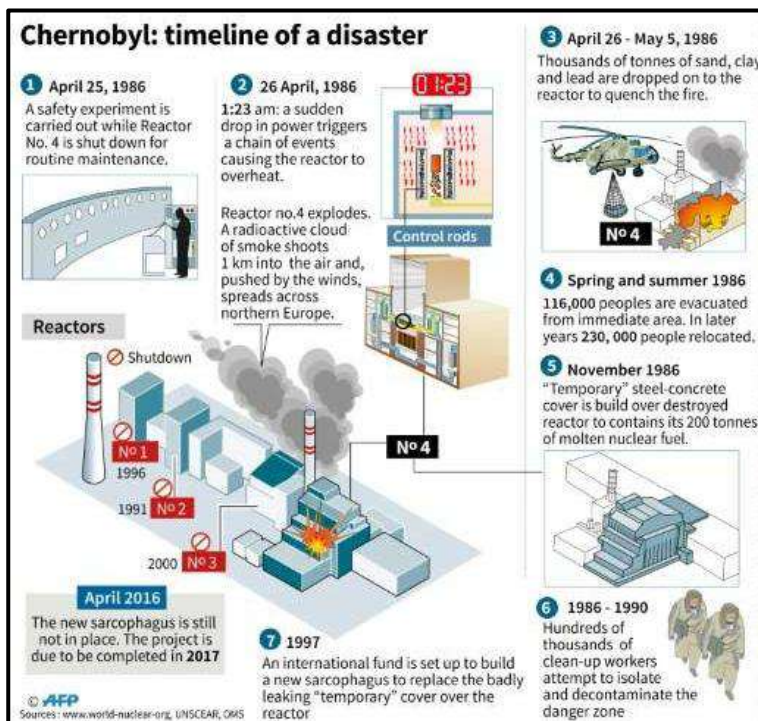 Chernobyl: timeline of a disaster
1 April 25, 1986
A safety experiment is
carried out while Reactor
No. 4 is shut down for
routine maintenance.
2 26 April, 1986
1:23 am: a sudden
drop in power triggers
a chain of events
causing the reactor to
overheat.
Reactor no.4 explodes.
A radioactive cloud
of smoke shoots
1 km into the air and,
pushed by the winds,
spreads across
northern Europe.
01:23
Control rods
3 April 26 - May 5, 1986
Thousands of tonnes of sand, clay
and lead are dropped on to the
reactor to quench the fire.
Nº 4
4 Spring and summer 1986
116,000 peoples are evacuated
from immediate area. In later
years 230, 000 people relocated.
5 November 1986
“Temporary” steel-concrete
cover is build over destroyed
reactor to contains its 200 tonnes
of molten nuclear fuel.
Reactors
Shutdown
Nº 1
1996
1991 Nº 2
2000 Nº 3
Nº 4
April 2016
The new sarcophagus is still
not in place. The project is
due to be completed in 2017
6 1986 - 1990
Hundreds of
thousands of
clean-up workers
attempt to isolate
and decontaminate the
danger zone
7 1997
An international fund is set up to build
a new sarcophagus to replace the badly
leaking “temporary” cover over the
reactor
© AFP
Sources : www.world-nuclear-org, UNSCEAR, OMS